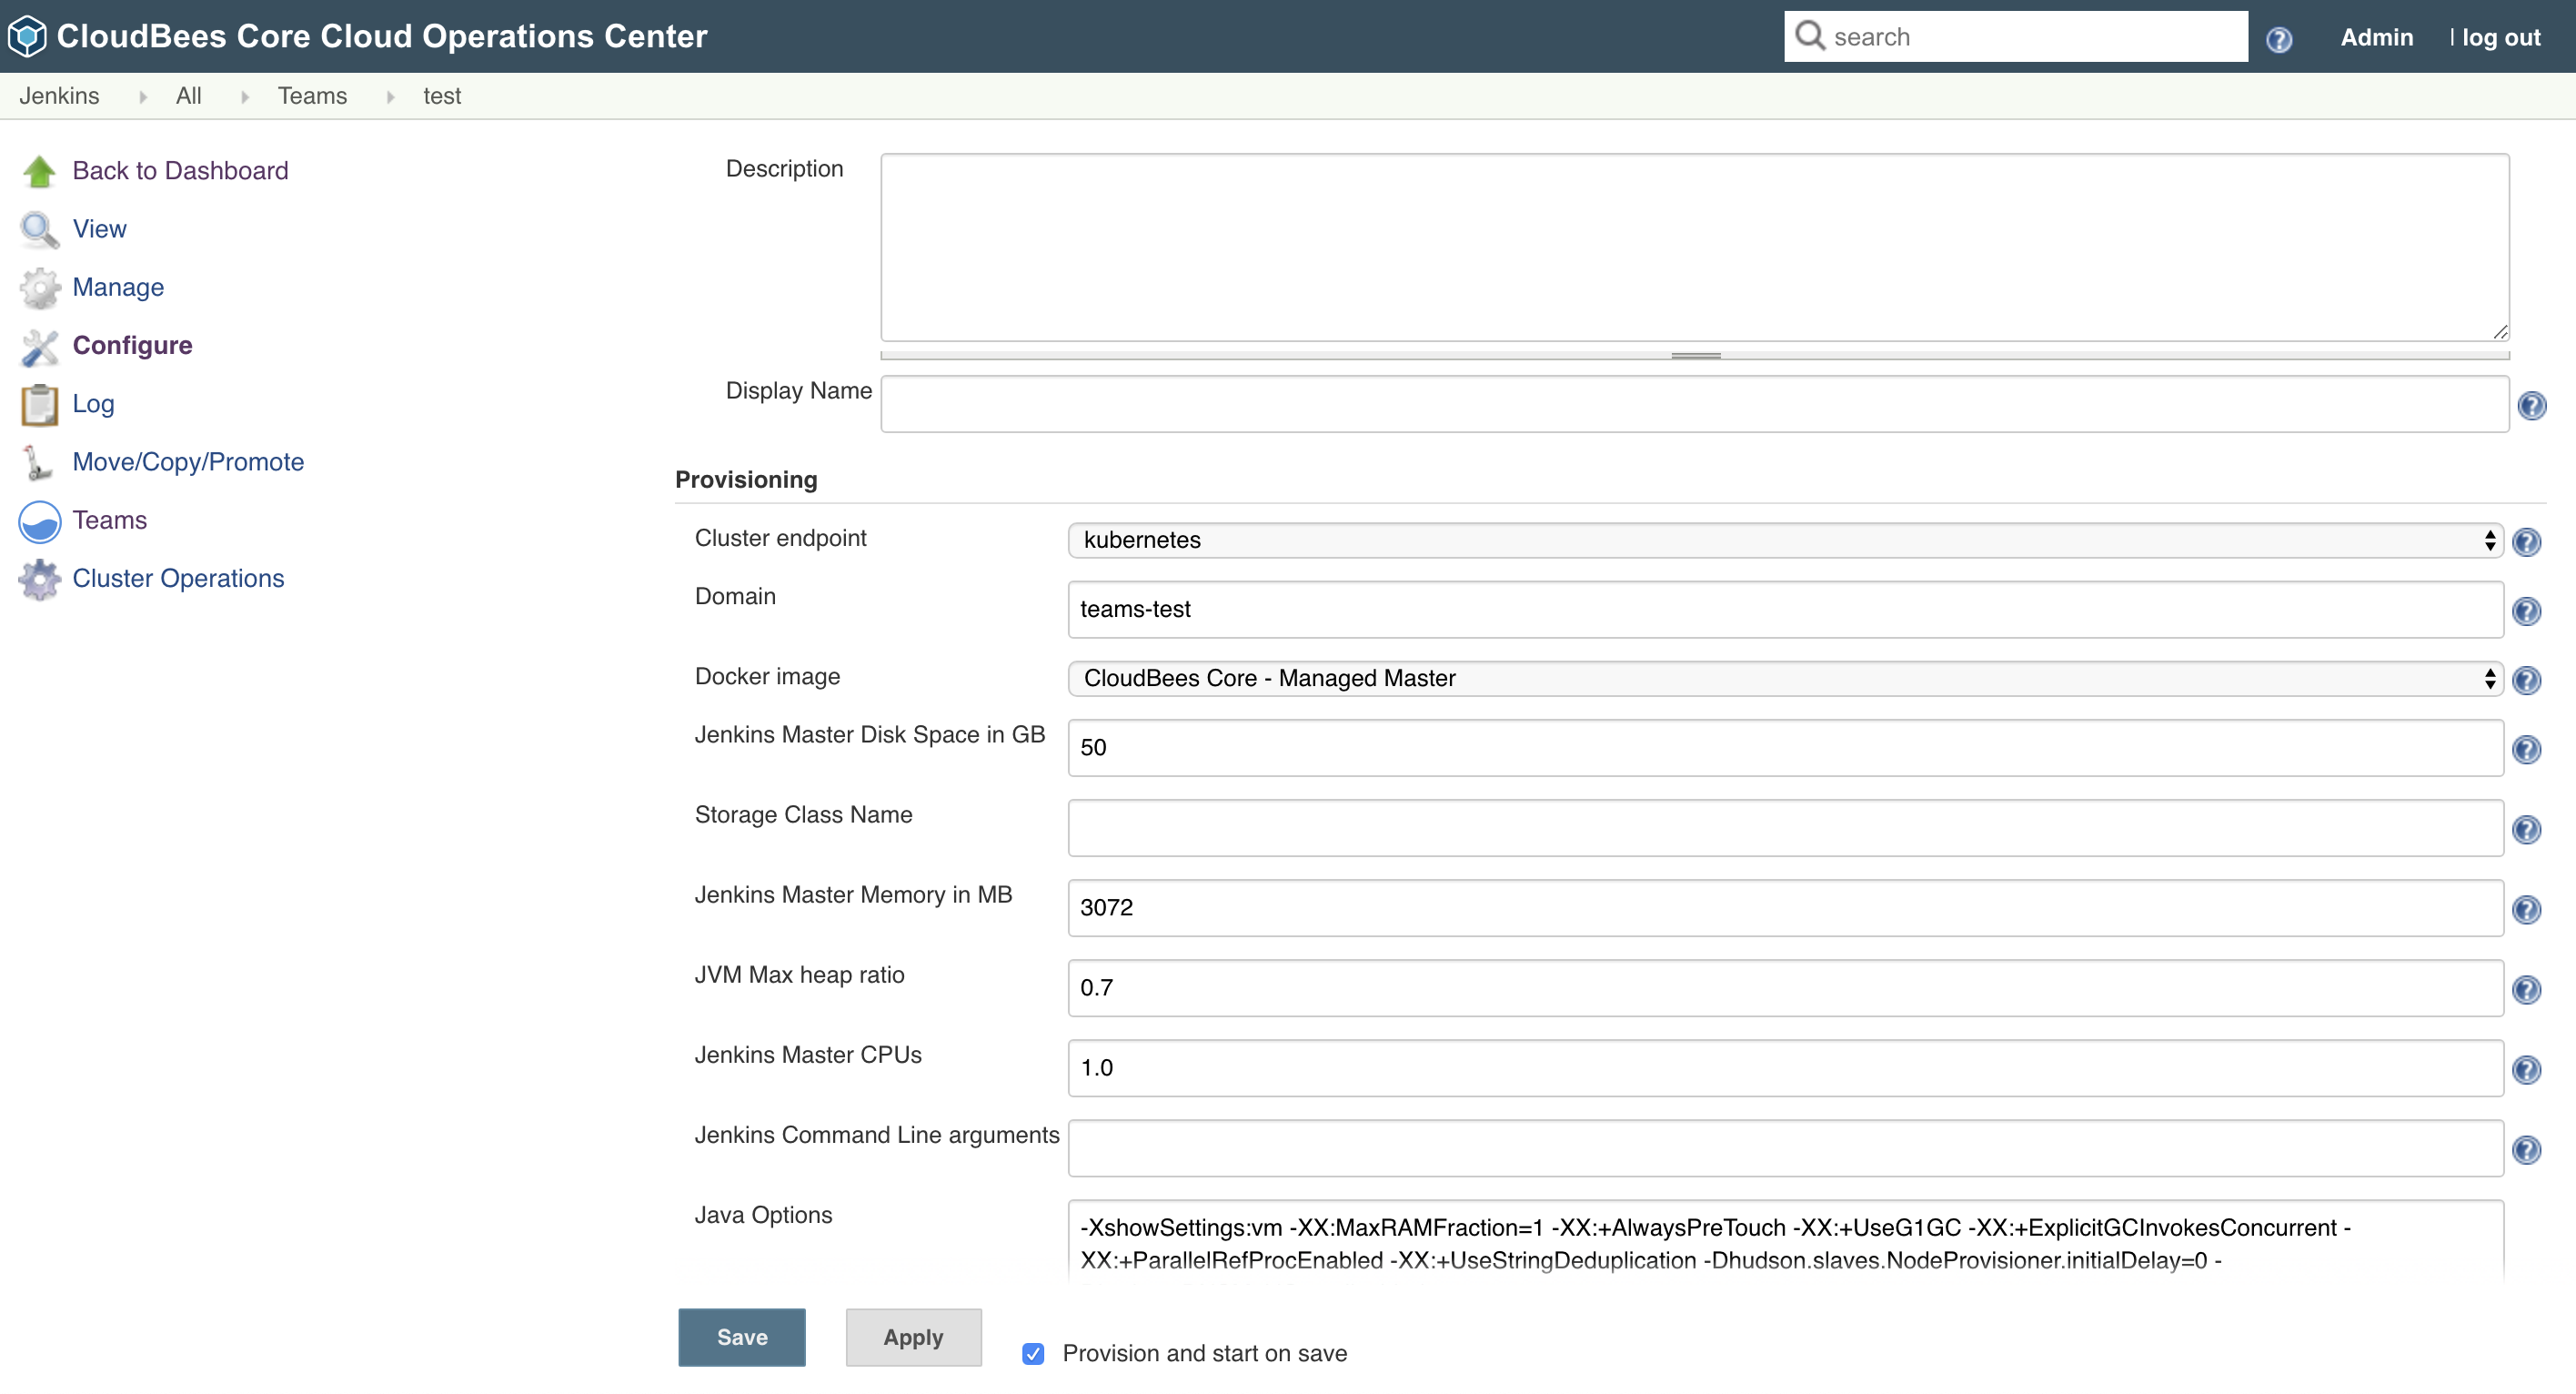 CloudBees Core Cloud Operations Center
search
Admin
| log out
Jenkins
All
Teams
test
Back to Dashboard
View
Manage
Configure
Log
Move/Copy/Promote
Teams
Cluster Operations
Description
Display Name
Provisioning
Cluster endpoint
kubernetes
Domain
teams-test
Docker image
CloudBees Core - Managed Master
Jenkins Master Disk Space in GB
50
Storage Class Name
Jenkins Master Memory in MB
3072
JVM Max heap ratio
0.7
Jenkins Master CPUs
1.0
Jenkins Command Line arguments
Java Options
-XshowSettings:vm -XX:MaxRAMFraction=1 -XX:+AlwaysPreTouch -XX:+UseG1GC -XX:+ExplicitGCInvokesConcurrent -
XX:+ParallelRefProcEnabled -XX:+UseStringDeduplication -Dhudson.slaves.NodeProvisioner.initialDelay=0 -
Save
Apply
Provision and start on save